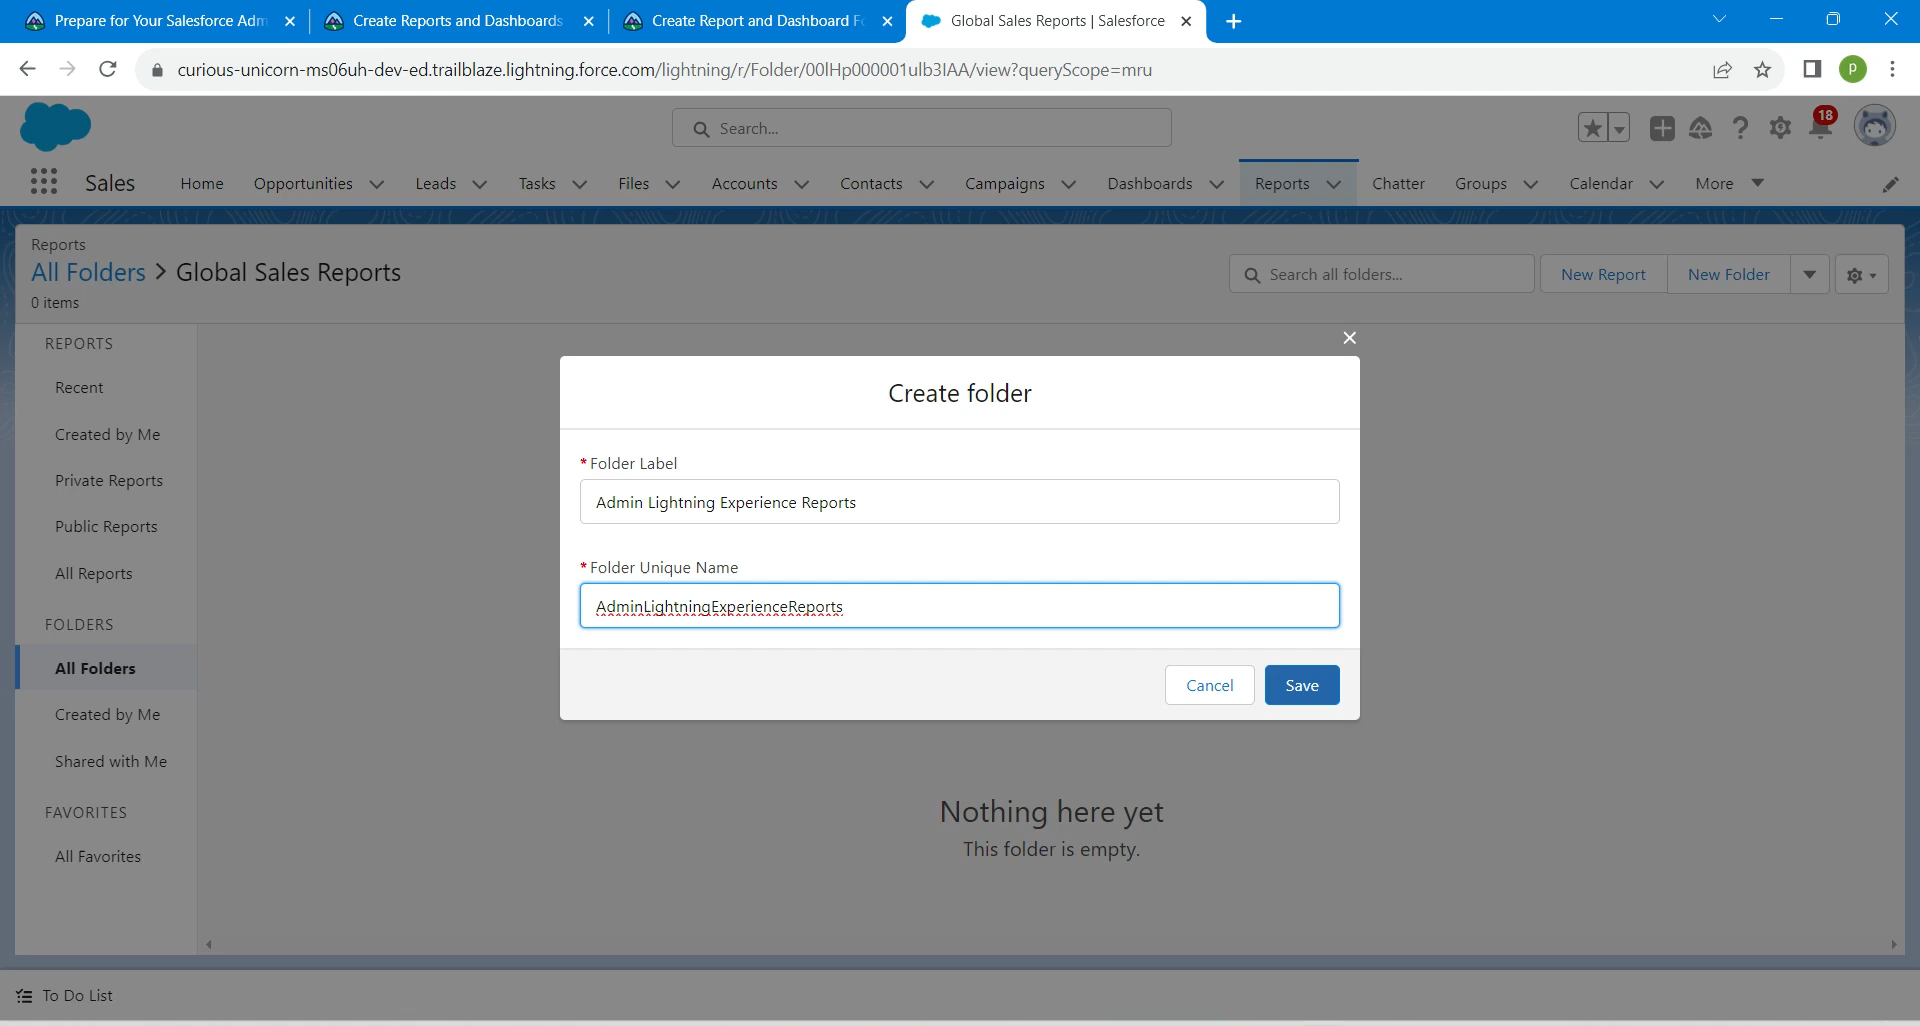 Prepare for Your Salesforce Adm
Create Reports and Dashboards
Create Report and Dashboard Fo
Global Sales Reports | Salesforce
curious-unicorn-ms06uh-dev-ed.trailblaze.lightning.force.com/lightning/r/Folder/00lHp000001ulb3IAA/view?queryScope=mru
P
Search...
18
Sales
Home
Opportunities
Leads
Tasks
Files
Accounts
Contacts
Campaigns
Dashboards
Reports
Chatter
Groups
Calendar
More
Reports
All Folders > Global Sales Reports
0 items
Search all folders...
New Report
New Folder
REPORTS
Recent
Created by Me
Private Reports
Public Reports
All Reports
FOLDERS
All Folders
Created by Me
Shared with Me
FAVORITES
All Favorites
Create folder
* Folder Label
Admin Lightning Experience Reports
* Folder Unique Name
AdminLightningExperienceReports
Cancel
Save
Nothing here yet
This folder is empty.
To Do List